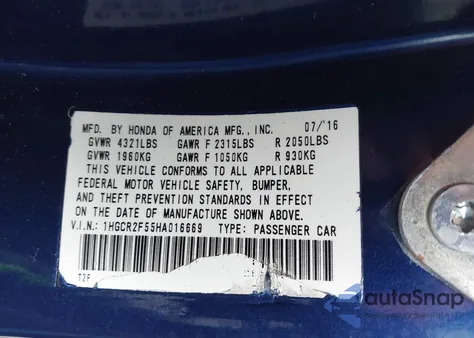 MFD. BY HONDA OF AMERICA MFG., INC. 07/'16
GVWR 4321LBS GAWR F 2315LBS R 2050LBS
GVWR 1960KG GAWR F 1050KG R 930KG
THIS VEHICLE CONFORMS TO ALL APPLICABLE
FEDERAL MOTOR VEHICLE SAFETY, BUMPER,
AND THEFT PREVENTION STANDARDS IN EFFECT
ON THE DATE OF MANUFACTURE SHOWN ABOVE.
V.I.N.: 1HGCR2F55HA016669 TYPE: PASSENGER CAR
autoSnap